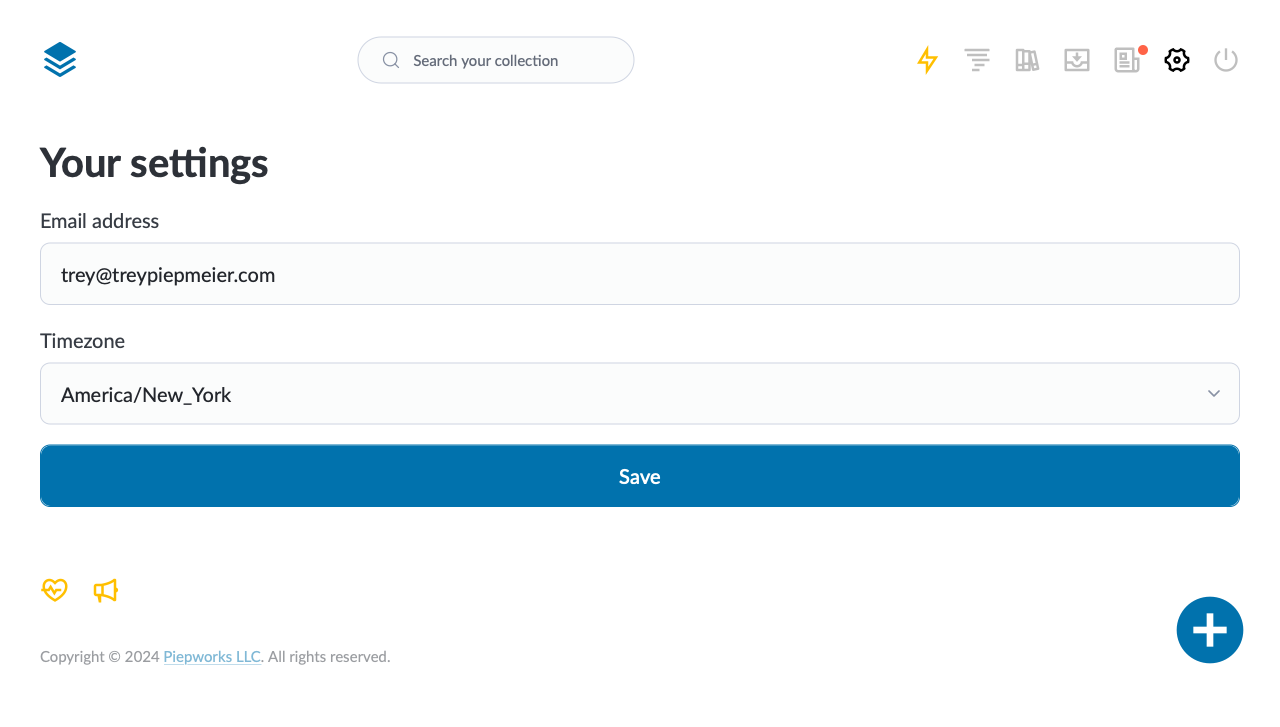 Search your collection
Your settings
Email address
trey@treypiepmeier.com
Timezone
America/New_York
Save
Copyright © 2024 Piepworks LLC. All rights reserved.